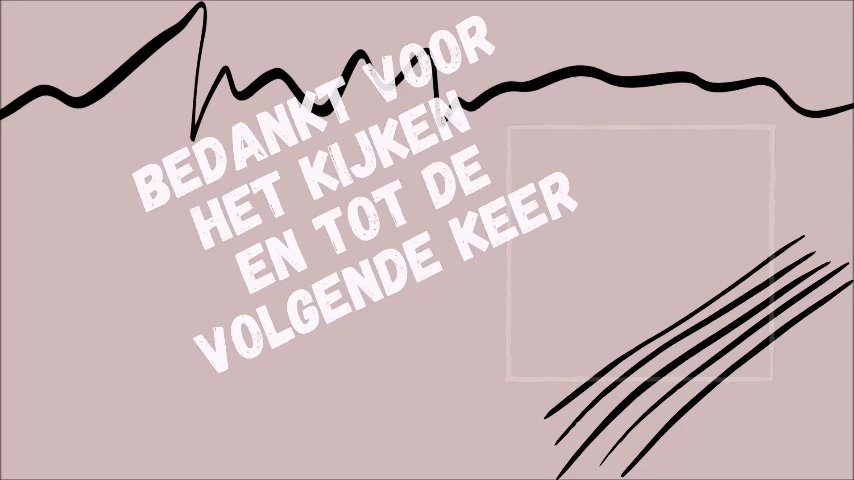 BEDANKT VOOR
HET KIJKEN
EN TOT DE
VOLGENDE KEER